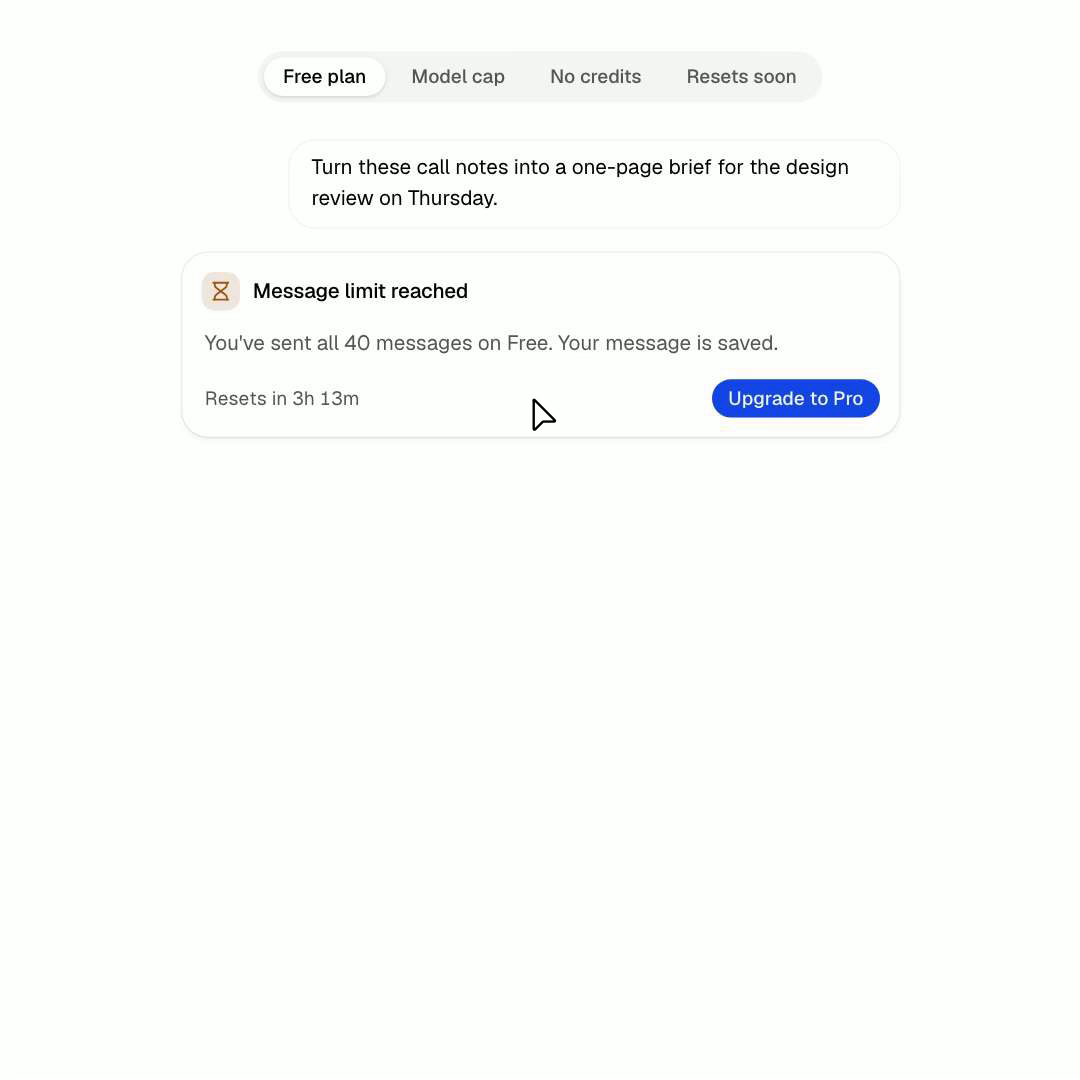 Free plan Model cap No credits Resets soon
Turn these call notes into a one-page brief for the design
review on Thursday.
Message limit reached
You've sent all 40 messages on Free. Your message is saved.
Resets in 3h 13m Upgrade to Pro